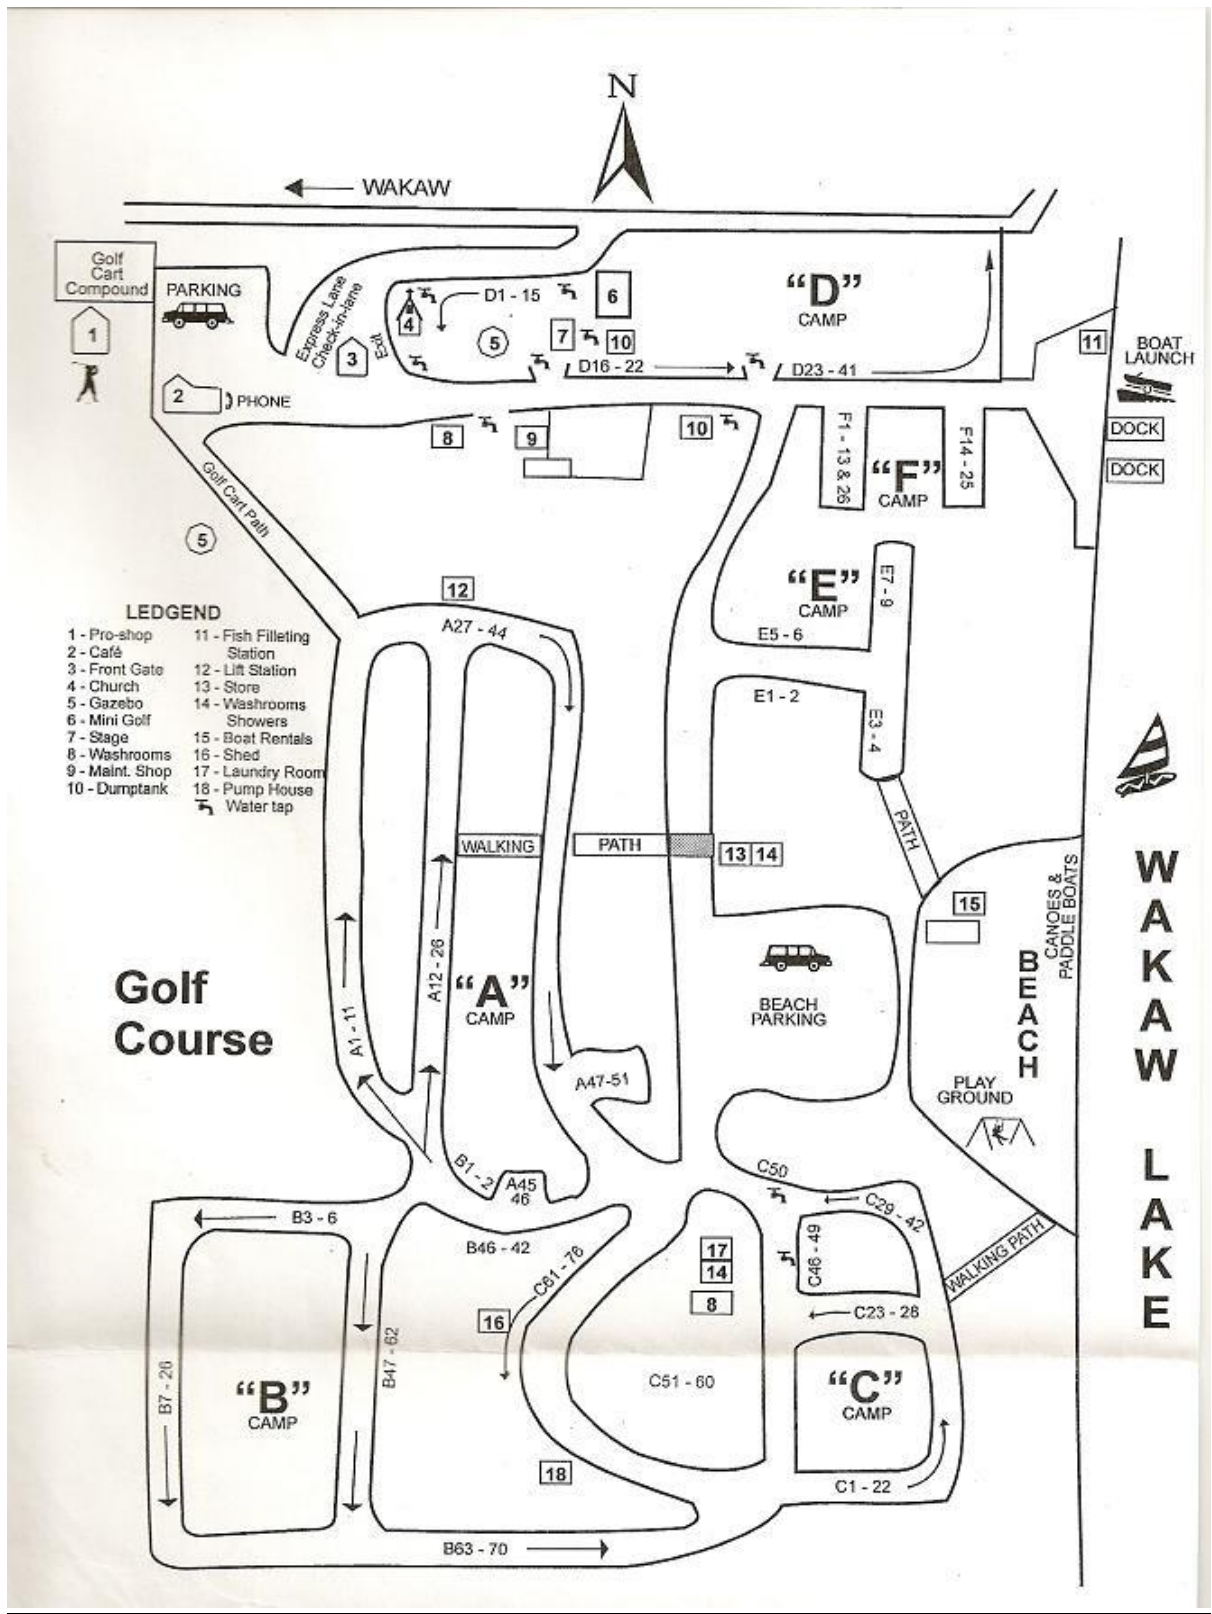 N
WAKAW
Golf
Cart
Compound
PARKING
1
Express Lane
Check-in-lane
Exit
4
D1 - 15
6
"D"
CAMP
3
5
7
10
11
BOAT
LAUNCH
D16 - 22
D23 - 41
2
PHONE
8
9
10
DOCK
DOCK
F1 - 13 & 26
"F"
CAMP
F14 - 25
Golf Cart Path
5
12
"E"
CAMP
E7 - 9
E5 - 6
E1 - 2
E3 - 4
A27 - 44
LEDGEND
1 - Pro-shop
2 - Café
3 - Front Gate
4 - Church
5 - Gazebo
6 - Mini Golf
7 - Stage
8 - Washrooms
9 - Maint. Shop
10 - Dumptank
11 - Fish Filleting
Station
12 - Lift Station
13 - Store
14 - Washrooms
Showers
15 - Boat Rentals
16 - Shed
17 - Laundry Room
18 - Pump House
Water tap
WALKING
PATH
13
14
PATH
15
CANOES &
PADDLE BOATS
BEACH
WAKAW LAKE
Golf
Course
A1 - 11
A12 - 26
"A"
CAMP
BEACH
PARKING
A47-51
PLAY
GROUND
B1 - 2
A45
46
C50
C29 - 42
B3 - 6
B46 - 42
C61 - 76
17
14
8
C46 - 49
WALKING PATH
C23 - 28
16
B7 - 26
"B"
CAMP
B47 - 62
C51 - 60
"C"
CAMP
18
C1 - 22
B63 - 70